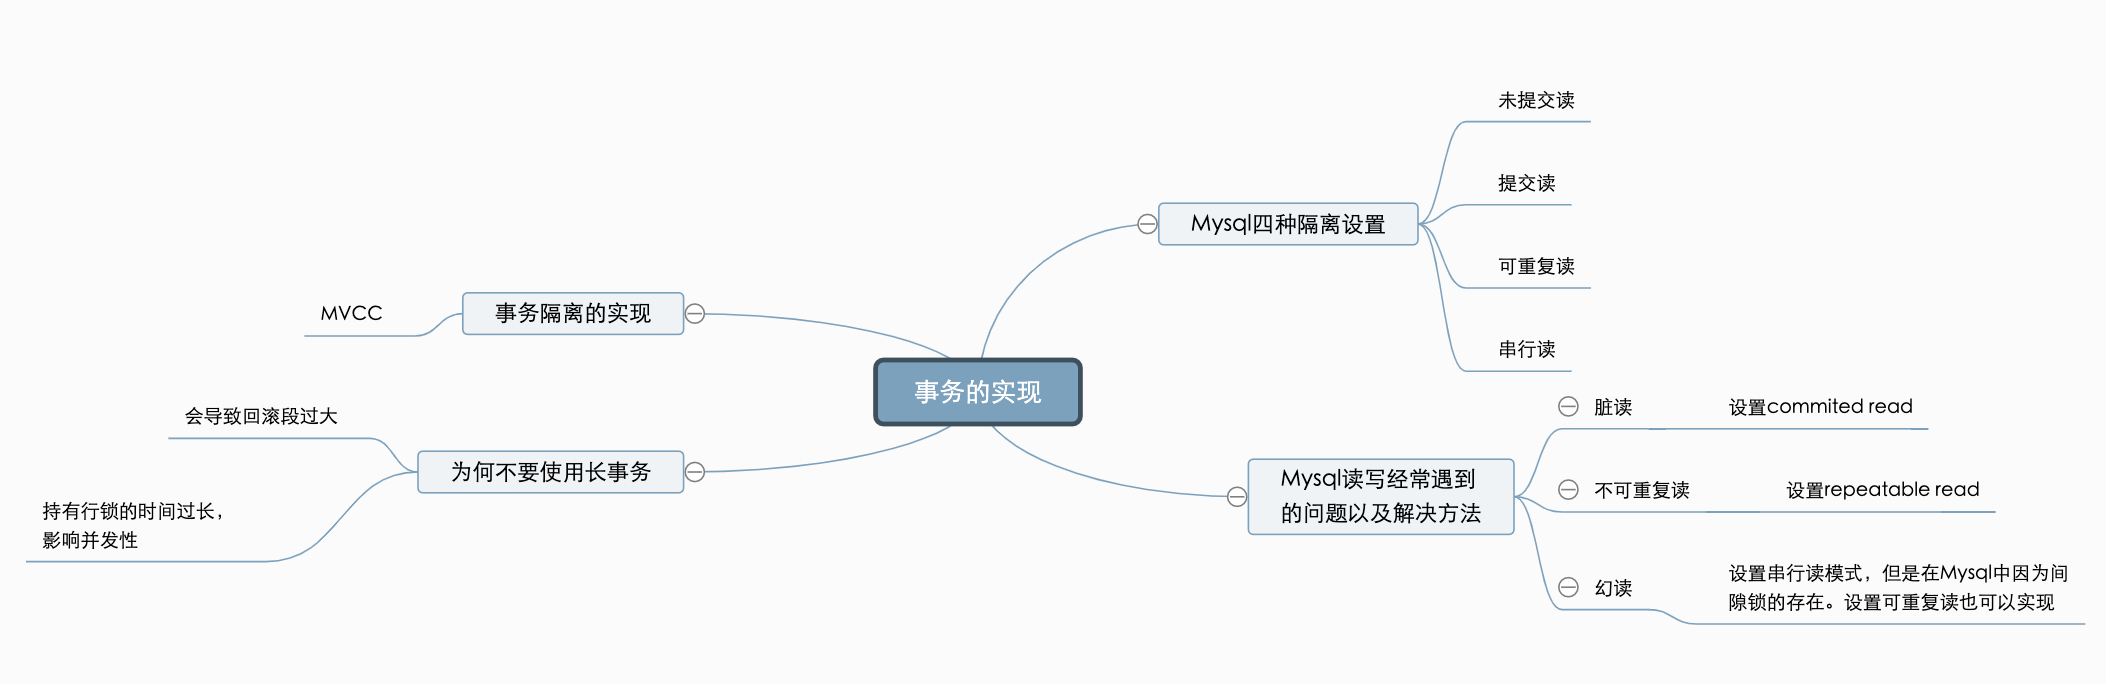 事务的实现
Mysql四种隔离设置
未提交读
提交读
可重复读
串行读
Mysql读写经常遇到
的问题以及解决方法
脏读
设置commited read
不可重复读
设置repeatable read
幻读
设置串行读模式，但是在Mysql中因为间
隙锁的存在。设置可重复读也可以实现
事务隔离的实现
MVCC
为何不要使用长事务
会导致回滚段过大
持有行锁的时间过长，
影响并发性